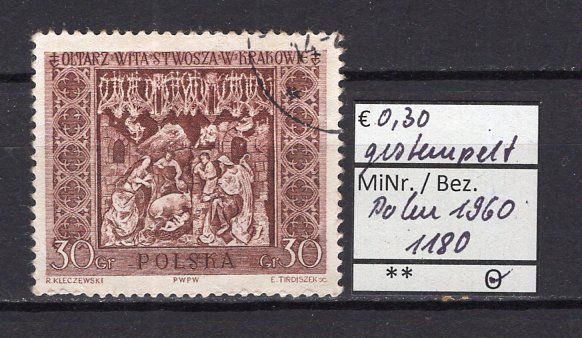 OŁTARZ WITA STWOSZA W KRAKOWIE
30 Gr POLSKA Gr 30
R. KLECZEWSKI PWPW E. TIRDISZEK SC.
€ 0,30
gestempelt
MiNr. / Bez.
Polen 1960
1180
**